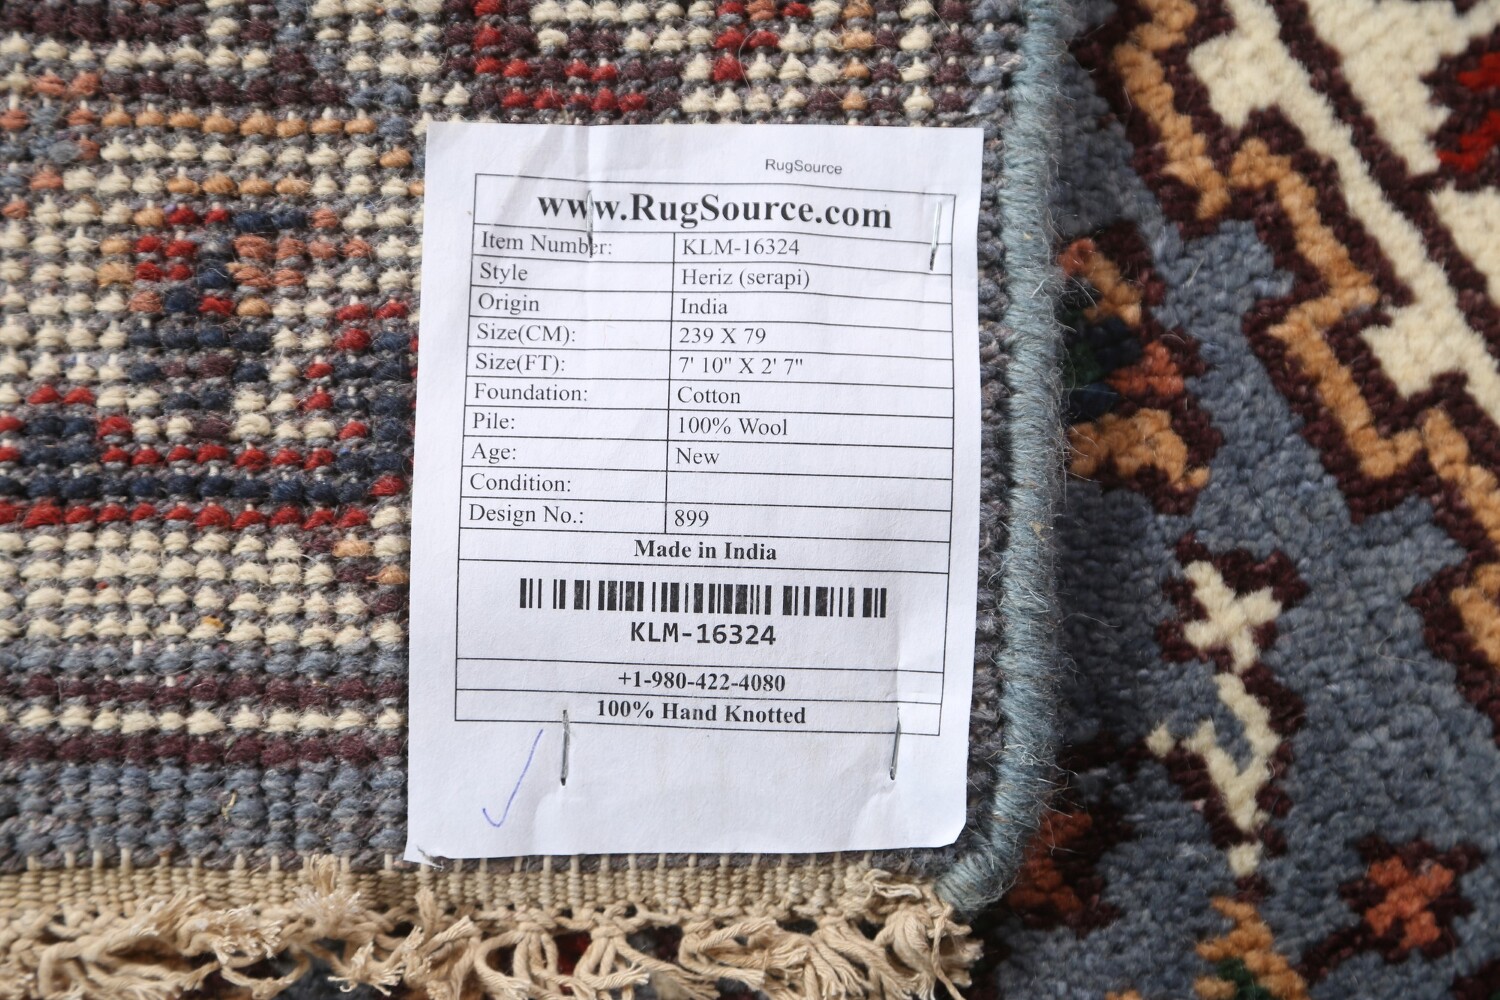 RugSource
www.RugSource.com
Item Number: KLM-16324
Style Heriz (serapi)
Origin India
Size(CM): 239 X 79
Size(FT): 7' 10" X 2' 7"
Foundation: Cotton
Pile: 100% Wool
Age: New
Condition:
Design No.: 899
Made in India
KLM-16324
+1-980-422-4080
100% Hand Knotted